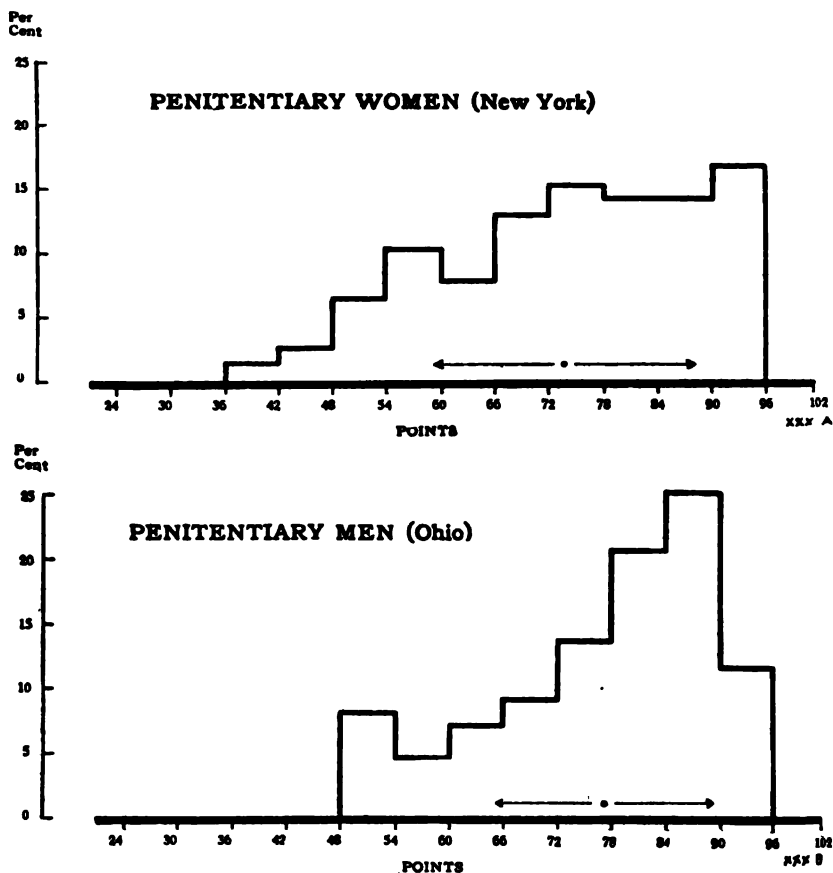 Per
Cent
25
PENITENTIARY WOMEN (New York)
20
15
10
5
0
24 30 36 42 48 54 60 66 72 78 84 90 96 102
POINTS
XXX A
Per
Cent
25
PENITENTIARY MEN (Ohio)
20
15
10
5
0
24 30 36 42 48 54 60 66 72 78 84 90 96 102
POINTS
XXX B